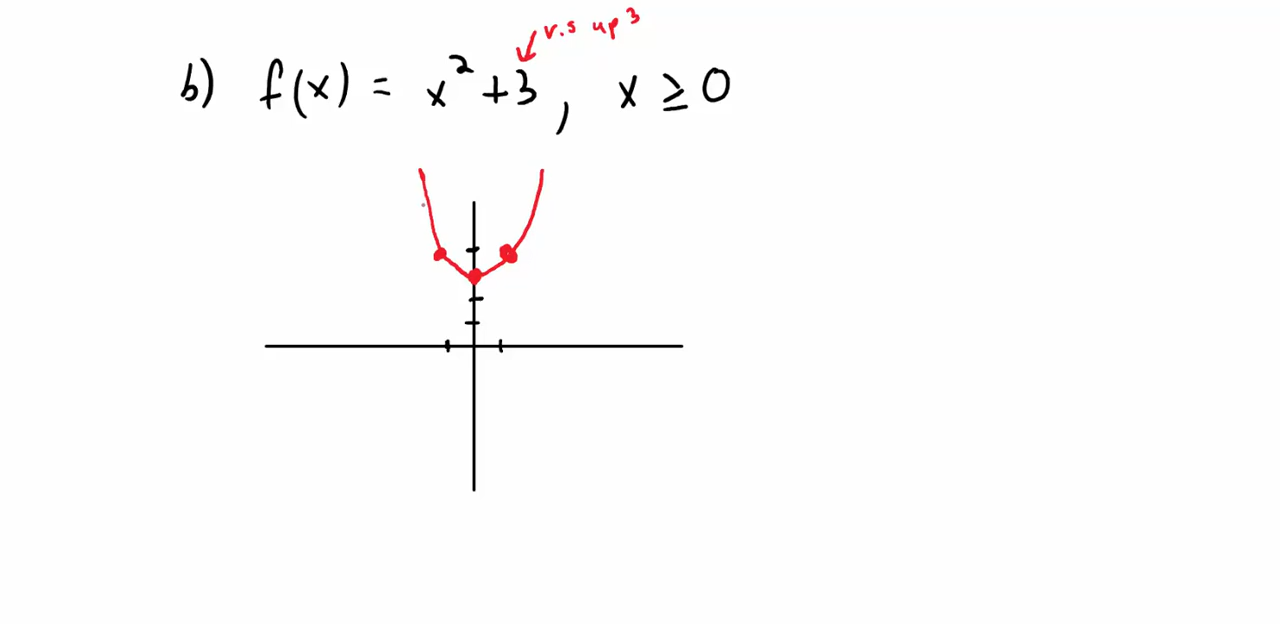 v.s up 3
b) f(x) = x² + 3, x ≥ 0